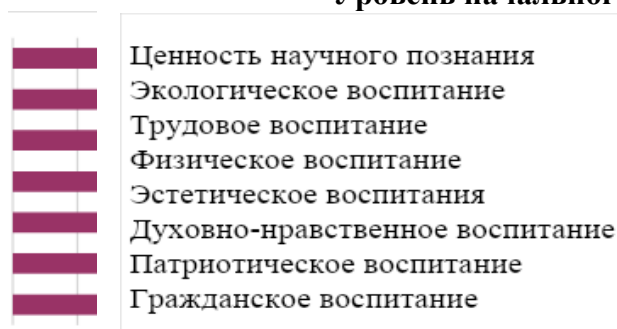 Ценность научного познания
Экологическое воспитание
Трудовое воспитание
Физическое воспитание
Эстетическое воспитания
Духовно-нравственное воспитание
Патриотическое воспитание
Гражданское воспитание